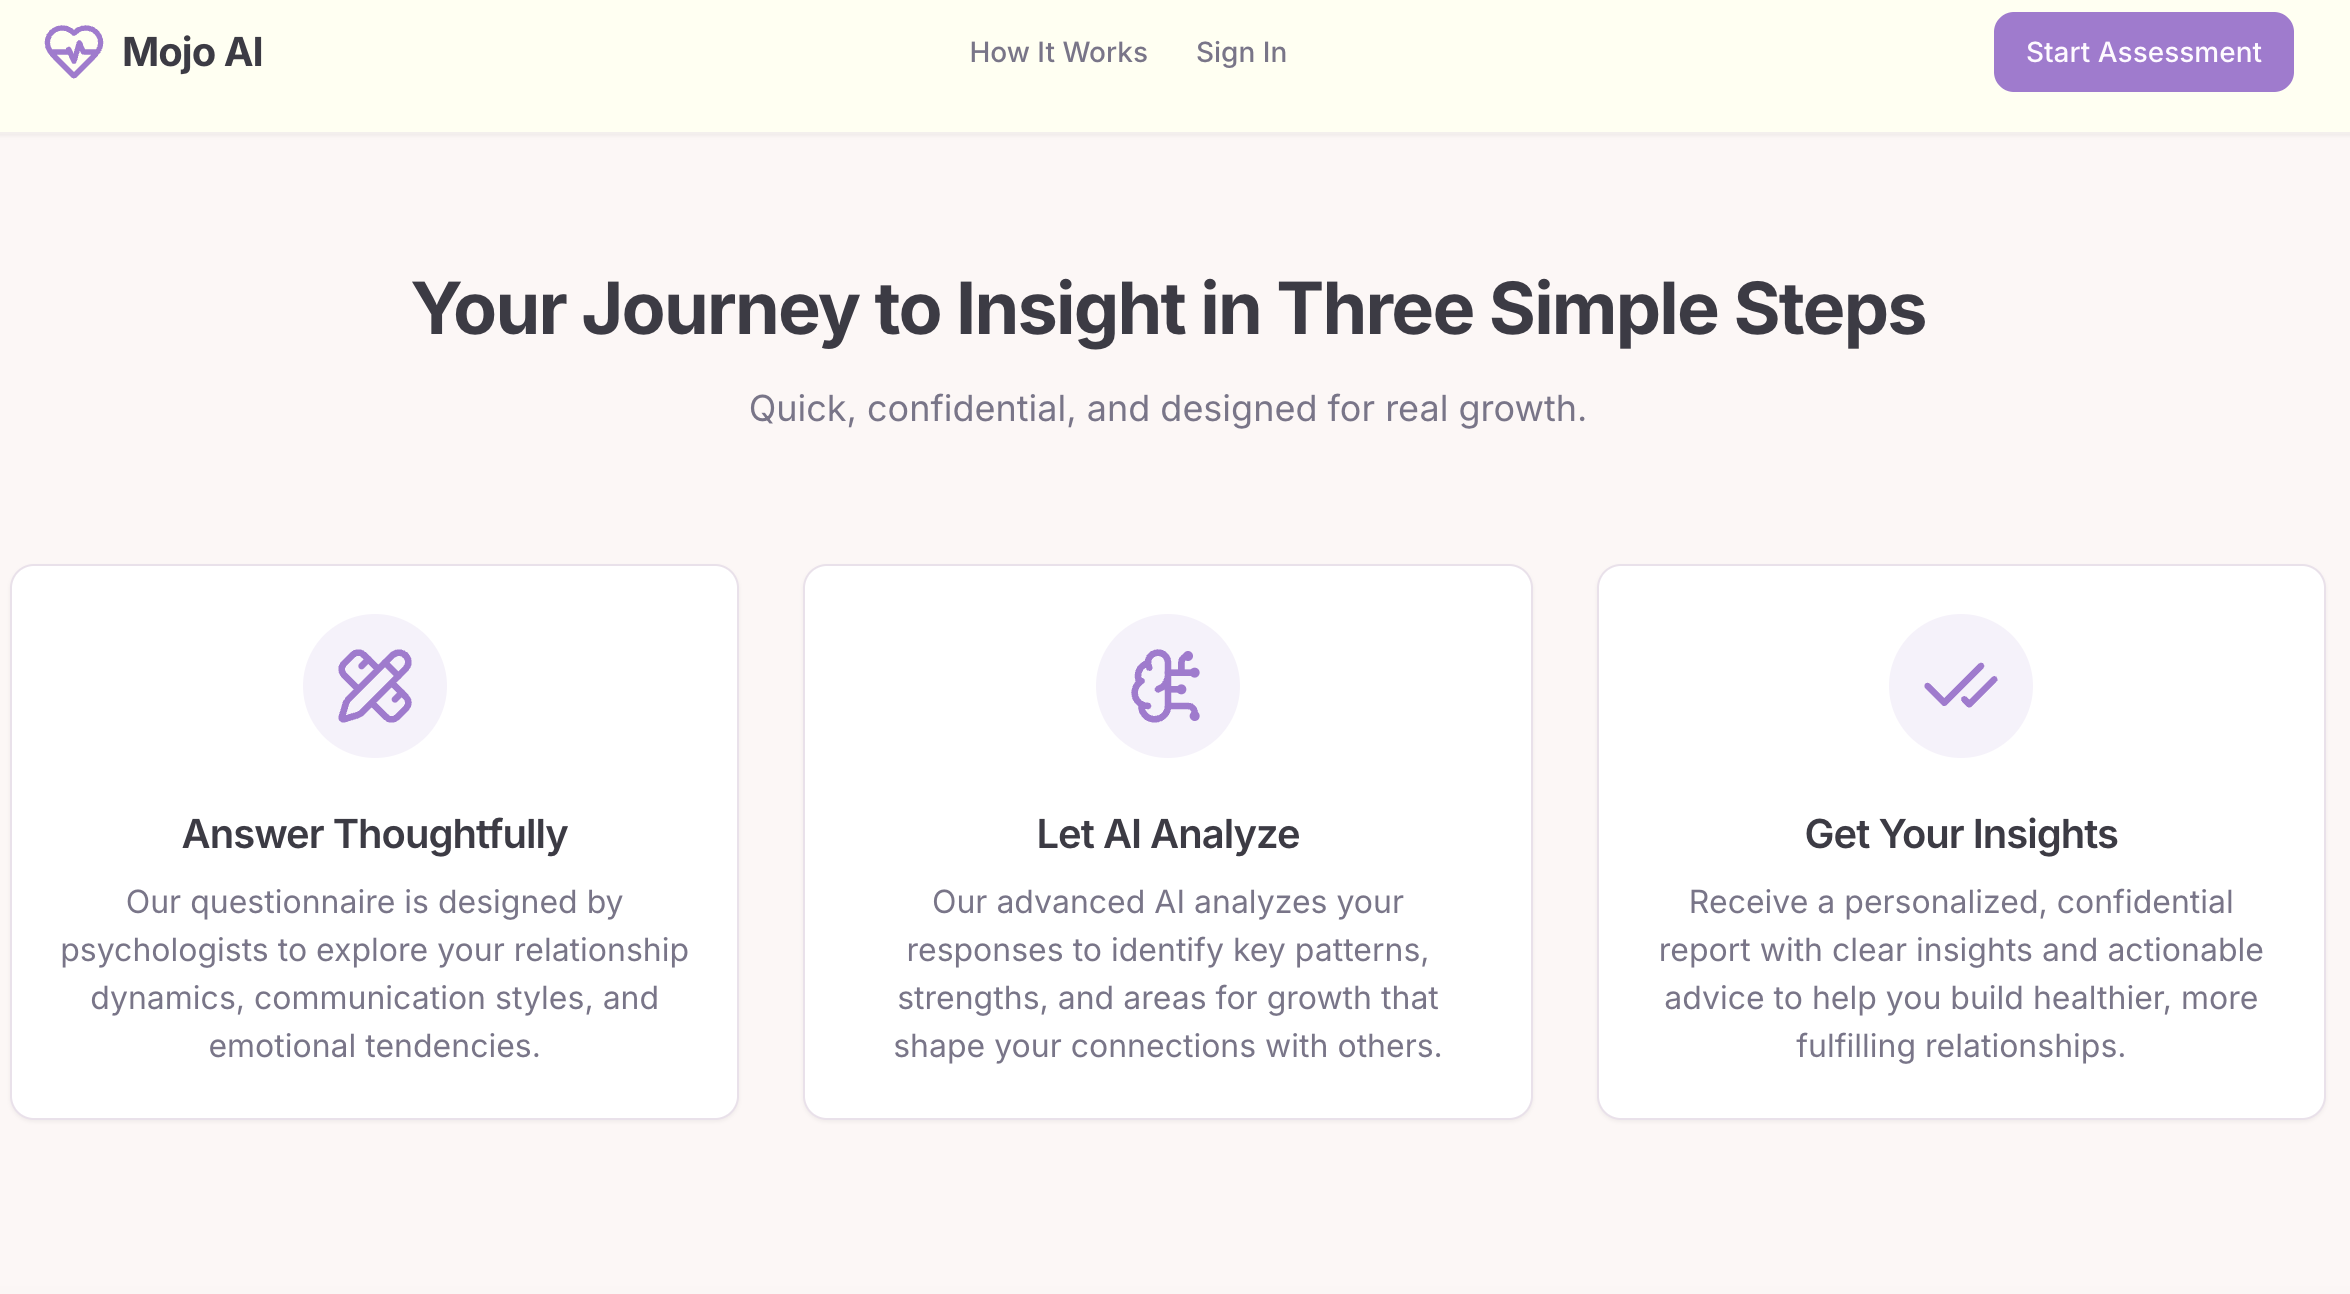 Mojo AI
How It Works
Sign In
Start Assessment
Your Journey to Insight in Three Simple Steps
Quick, confidential, and designed for real growth.
Answer Thoughtfully
Our questionnaire is designed by
psychologists to explore your relationship
dynamics, communication styles, and
emotional tendencies.
Let AI Analyze
Our advanced AI analyzes your
responses to identify key patterns,
strengths, and areas for growth that
shape your connections with others.
Get Your Insights
Receive a personalized, confidential
report with clear insights and actionable
advice to help you build healthier, more
fulfilling relationships.